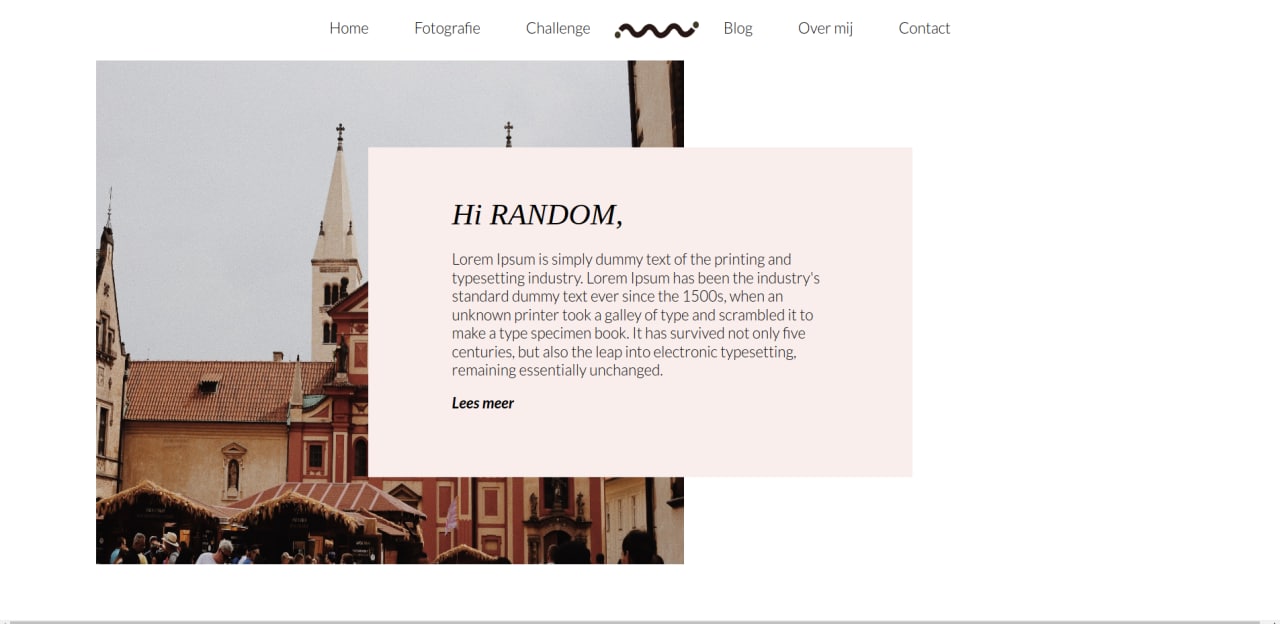 Home Fotografie Challenge Blog Over mij Contact
Hi RANDOM,
Lorem Ipsum is simply dummy text of the printing and
typesetting industry. Lorem Ipsum has been the industry's
standard dummy text ever since the 1500s, when an
unknown printer took a galley of type and scrambled it to
make a type specimen book. It has survived not only five
centuries, but also the leap into electronic typesetting,
remaining essentially unchanged.
Lees meer